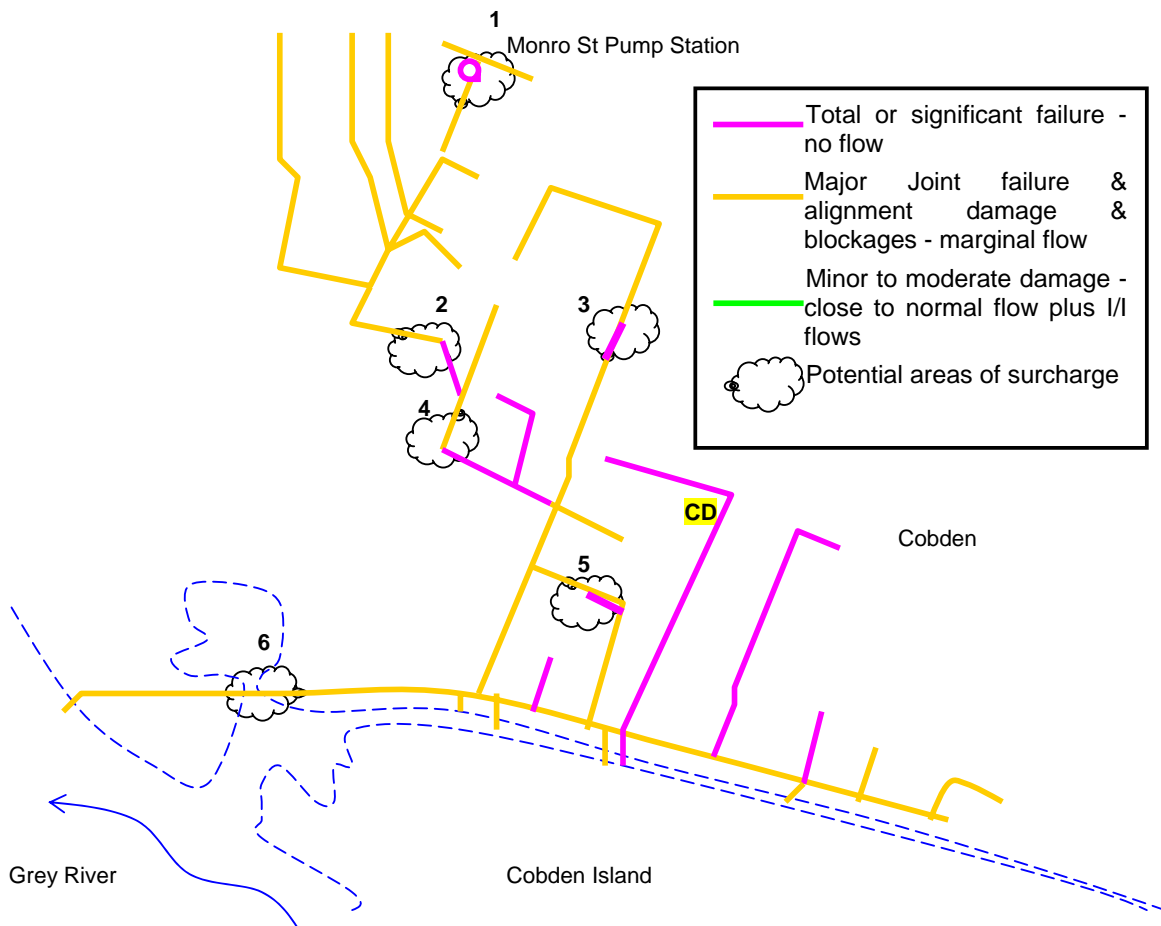 1
Monro St Pump Station
Total or significant failure -
no flow
Major Joint failure &
alignment damage &
blockages - marginal flow
Minor to moderate damage -
close to normal flow plus I/I
flows
Potential areas of surcharge
2
3
4
CD
Cobden
5
6
Grey River
Cobden Island